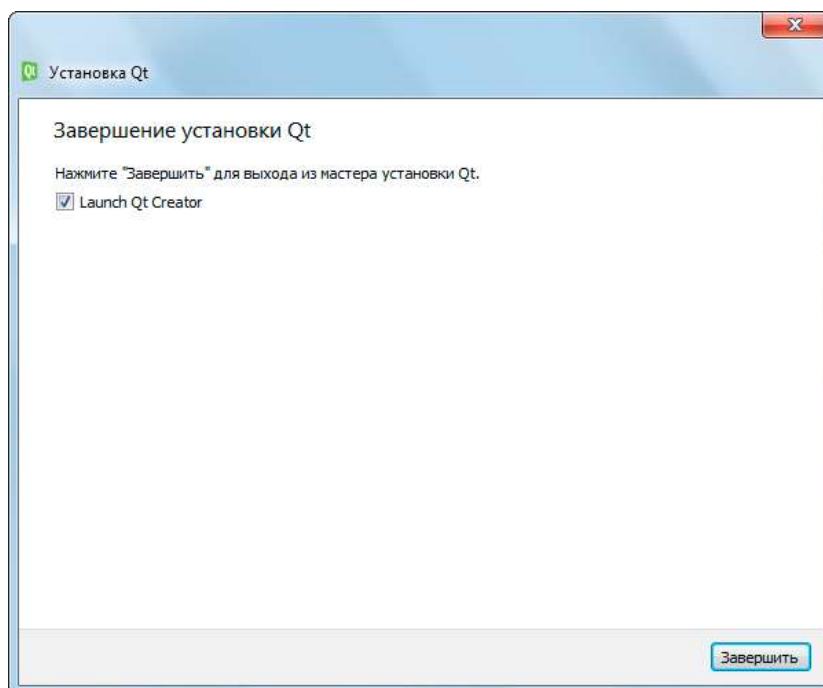 Установка Qt
Завершение установки Qt
Нажмите "Завершить" для выхода из мастера установки Qt.
Launch Qt Creator
Завершить